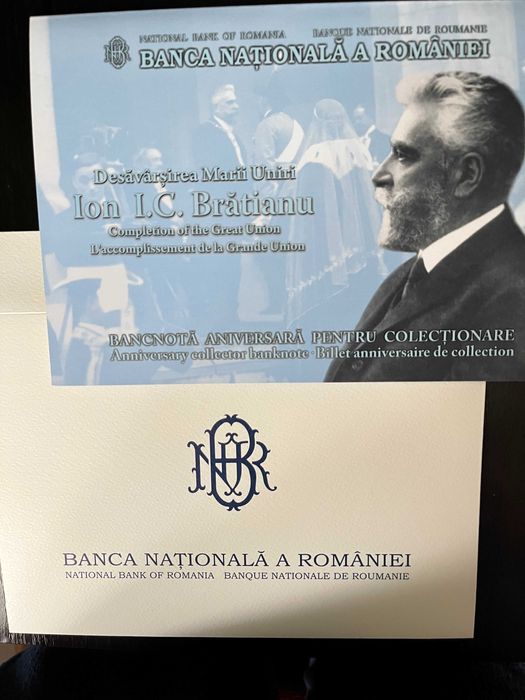 NATIONAL BANK OF ROMANIA BANQUE NATIONALE DE ROUMANIE
BANCA NAȚIONALĂ A ROMÂNIEI
Desăvârșirea Marii Uniri
Ion I.C. Brătianu
Completion of the Great Union
L'accomplissement de la Grande Union
BANCNOTĂ ANIVERSARĂ PENTRU COLECȚIONARE
Anniversary collector banknote · Billet anniversaire de collection
BNR
BANCA NAȚIONALĂ A ROMÂNIEI
NATIONAL BANK OF ROMANIA BANQUE NATIONALE DE ROUMANIE